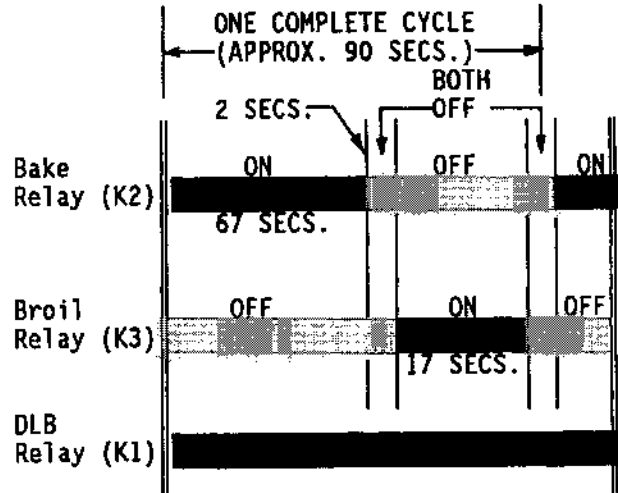 ONE COMPLETE CYCLE
(APPROX. 90 SECS.)
BOTH
OFF
2 SECS.
Bake
Relay (K2)
ON
OFF
ON
67 SECS.
Broil
Relay (K3)
OFF
ON
OFF
17 SECS.
DLB
Relay (K1)